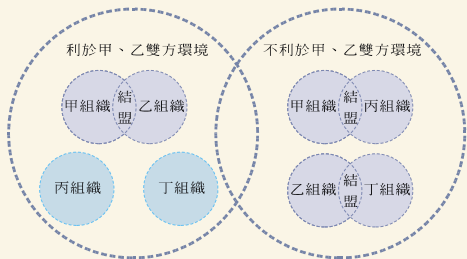 利於甲、乙雙方環境
甲組織 結盟 乙組織
丙組織 丁組織
不利於甲、乙雙方環境
甲組織 結盟 丙組織
乙組織 結盟 丁組織